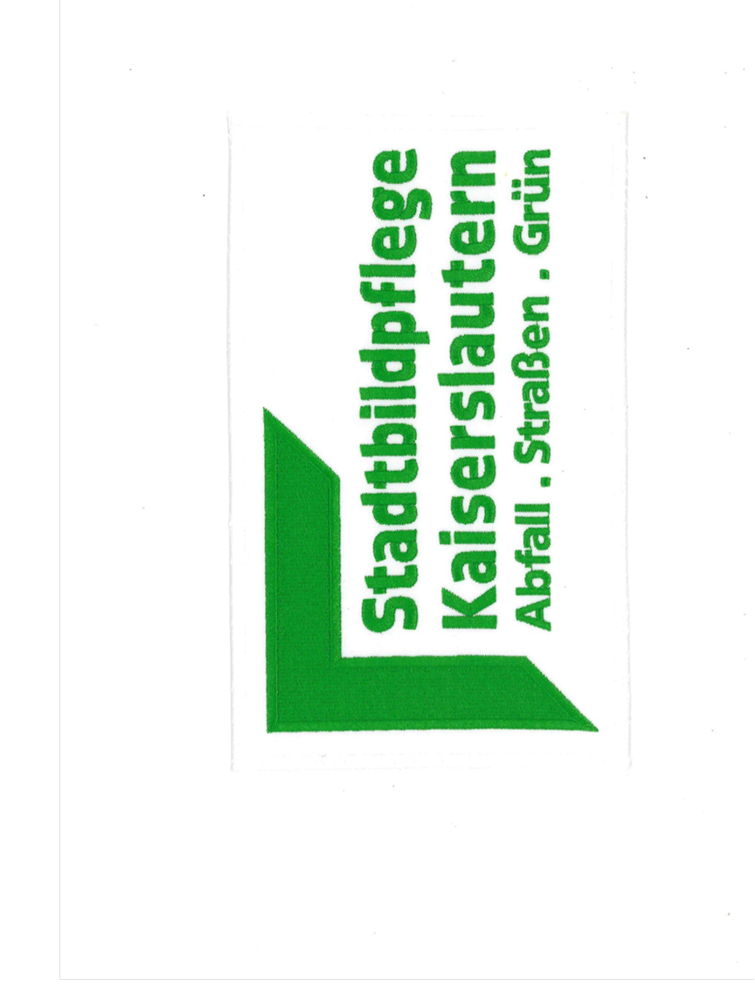 Stadtbildpflege
Kaiserslautern
Abfall . Straßen . Grün